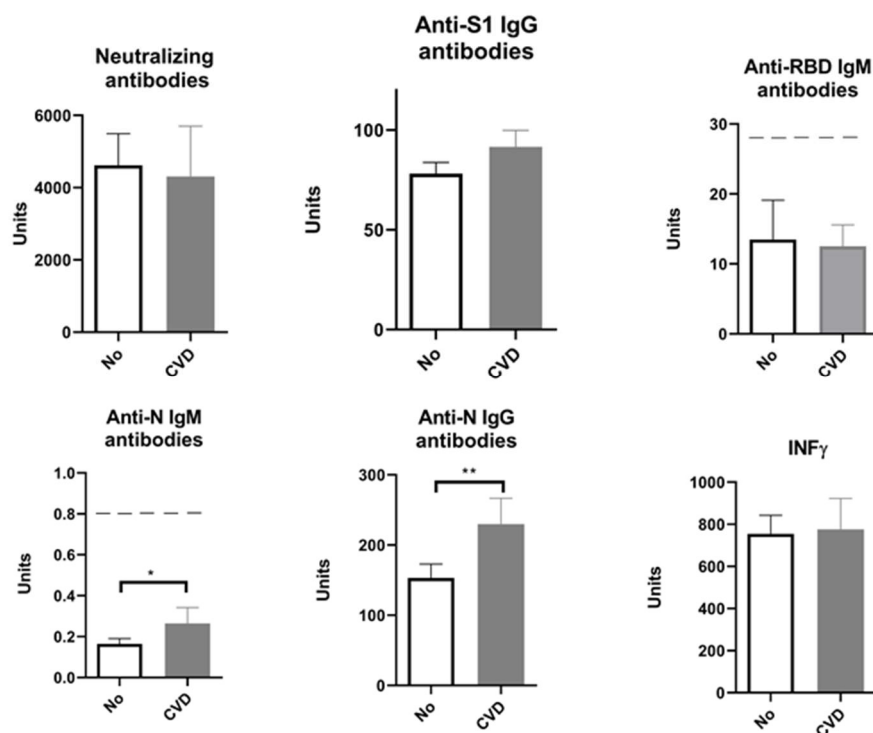 Neutralizing
antibodies
Units
6000
4000
2000
0
No
CVD
Anti-S1 IgG
antibodies
Units
100
50
0
No
CVD
Anti-RBD IgM
antibodies
Units
30
20
10
0
No
CVD
Anti-N IgM
antibodies
Units
1.0
0.8
0.6
0.4
0.2
0.0
*
No
CVD
Anti-N IgG
antibodies
Units
300
200
100
0
**
No
CVD
INFγ
Units
1000
800
600
400
200
0
No
CVD